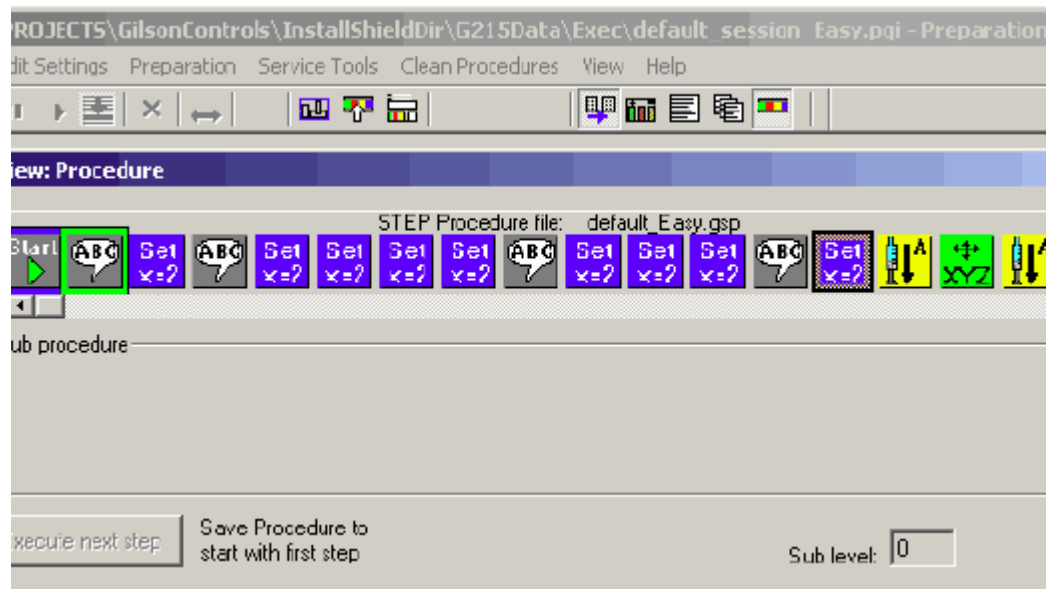 PROJECTS\GilsonControls\InstallShieldDir\G215Data\Exec\default_session Easy.pqi - Preparation
dit Settings Preparation Service Tools Clean Procedures View Help
iew: Procedure
STEP Procedure file: default_Easy.gsp
Start ABC Set x=? ABC Set x=? Set x=? Set x=? Set x=? ABC Set x=? Set x=? Set x=? ABC Set x=? A XYZ A
ub procedure
xecute next step
Save Procedure to
start with first step
Sub level: 0